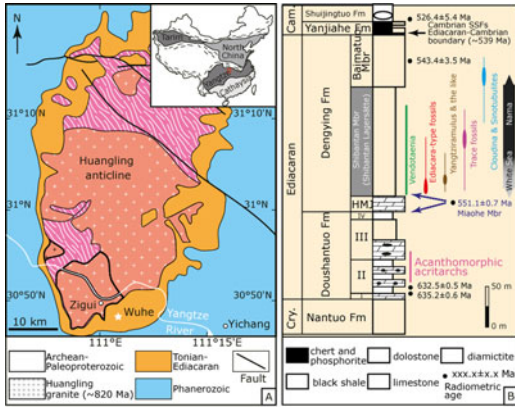 Tarim
North
China
Yangtze
Cathaysia
31°10'
Huangling
anticline
31°N
30°50'
Zigui
Wuhe
Yangtze
River
Yichang
10 km
111°E
111°15'
Archean-
Paleoproterozoic
Tonian-
Ediacaran
Fault
Huangling
granite (~820 Ma)
Phanerozoic
A
Cam.
Ediacaran
Cry.
Shuijingtuo Fm
Yanjiahe Fm
Dengying Fm
Baimatuo
Mbr
Shibantan Mbr
(Shibantan Lagerstätte)
HMJ
Doushantuo Fm
IV
III
II
Nantuo Fm
526.4±5.4 Ma
Cambrian SSFs
Ediacaran-Cambrian
boundary (~539 Ma)
543.4±3.5 Ma
Vendotaenia
Ediacara-type fossils
Yangtziramulus & the like
Trace fossils
Cloudina & Sinotubulites
White Sea
Nama
551.1±0.7 Ma
Miaohe Mbr
Acanthomorphic
acritarchs
632.5±0.5 Ma
635.2±0.6 Ma
50 m
0 m
chert and
phosphorite
dolostone
diamictite
black shale
limestone
xxx.x±x.x Ma
Radiometric
age
B